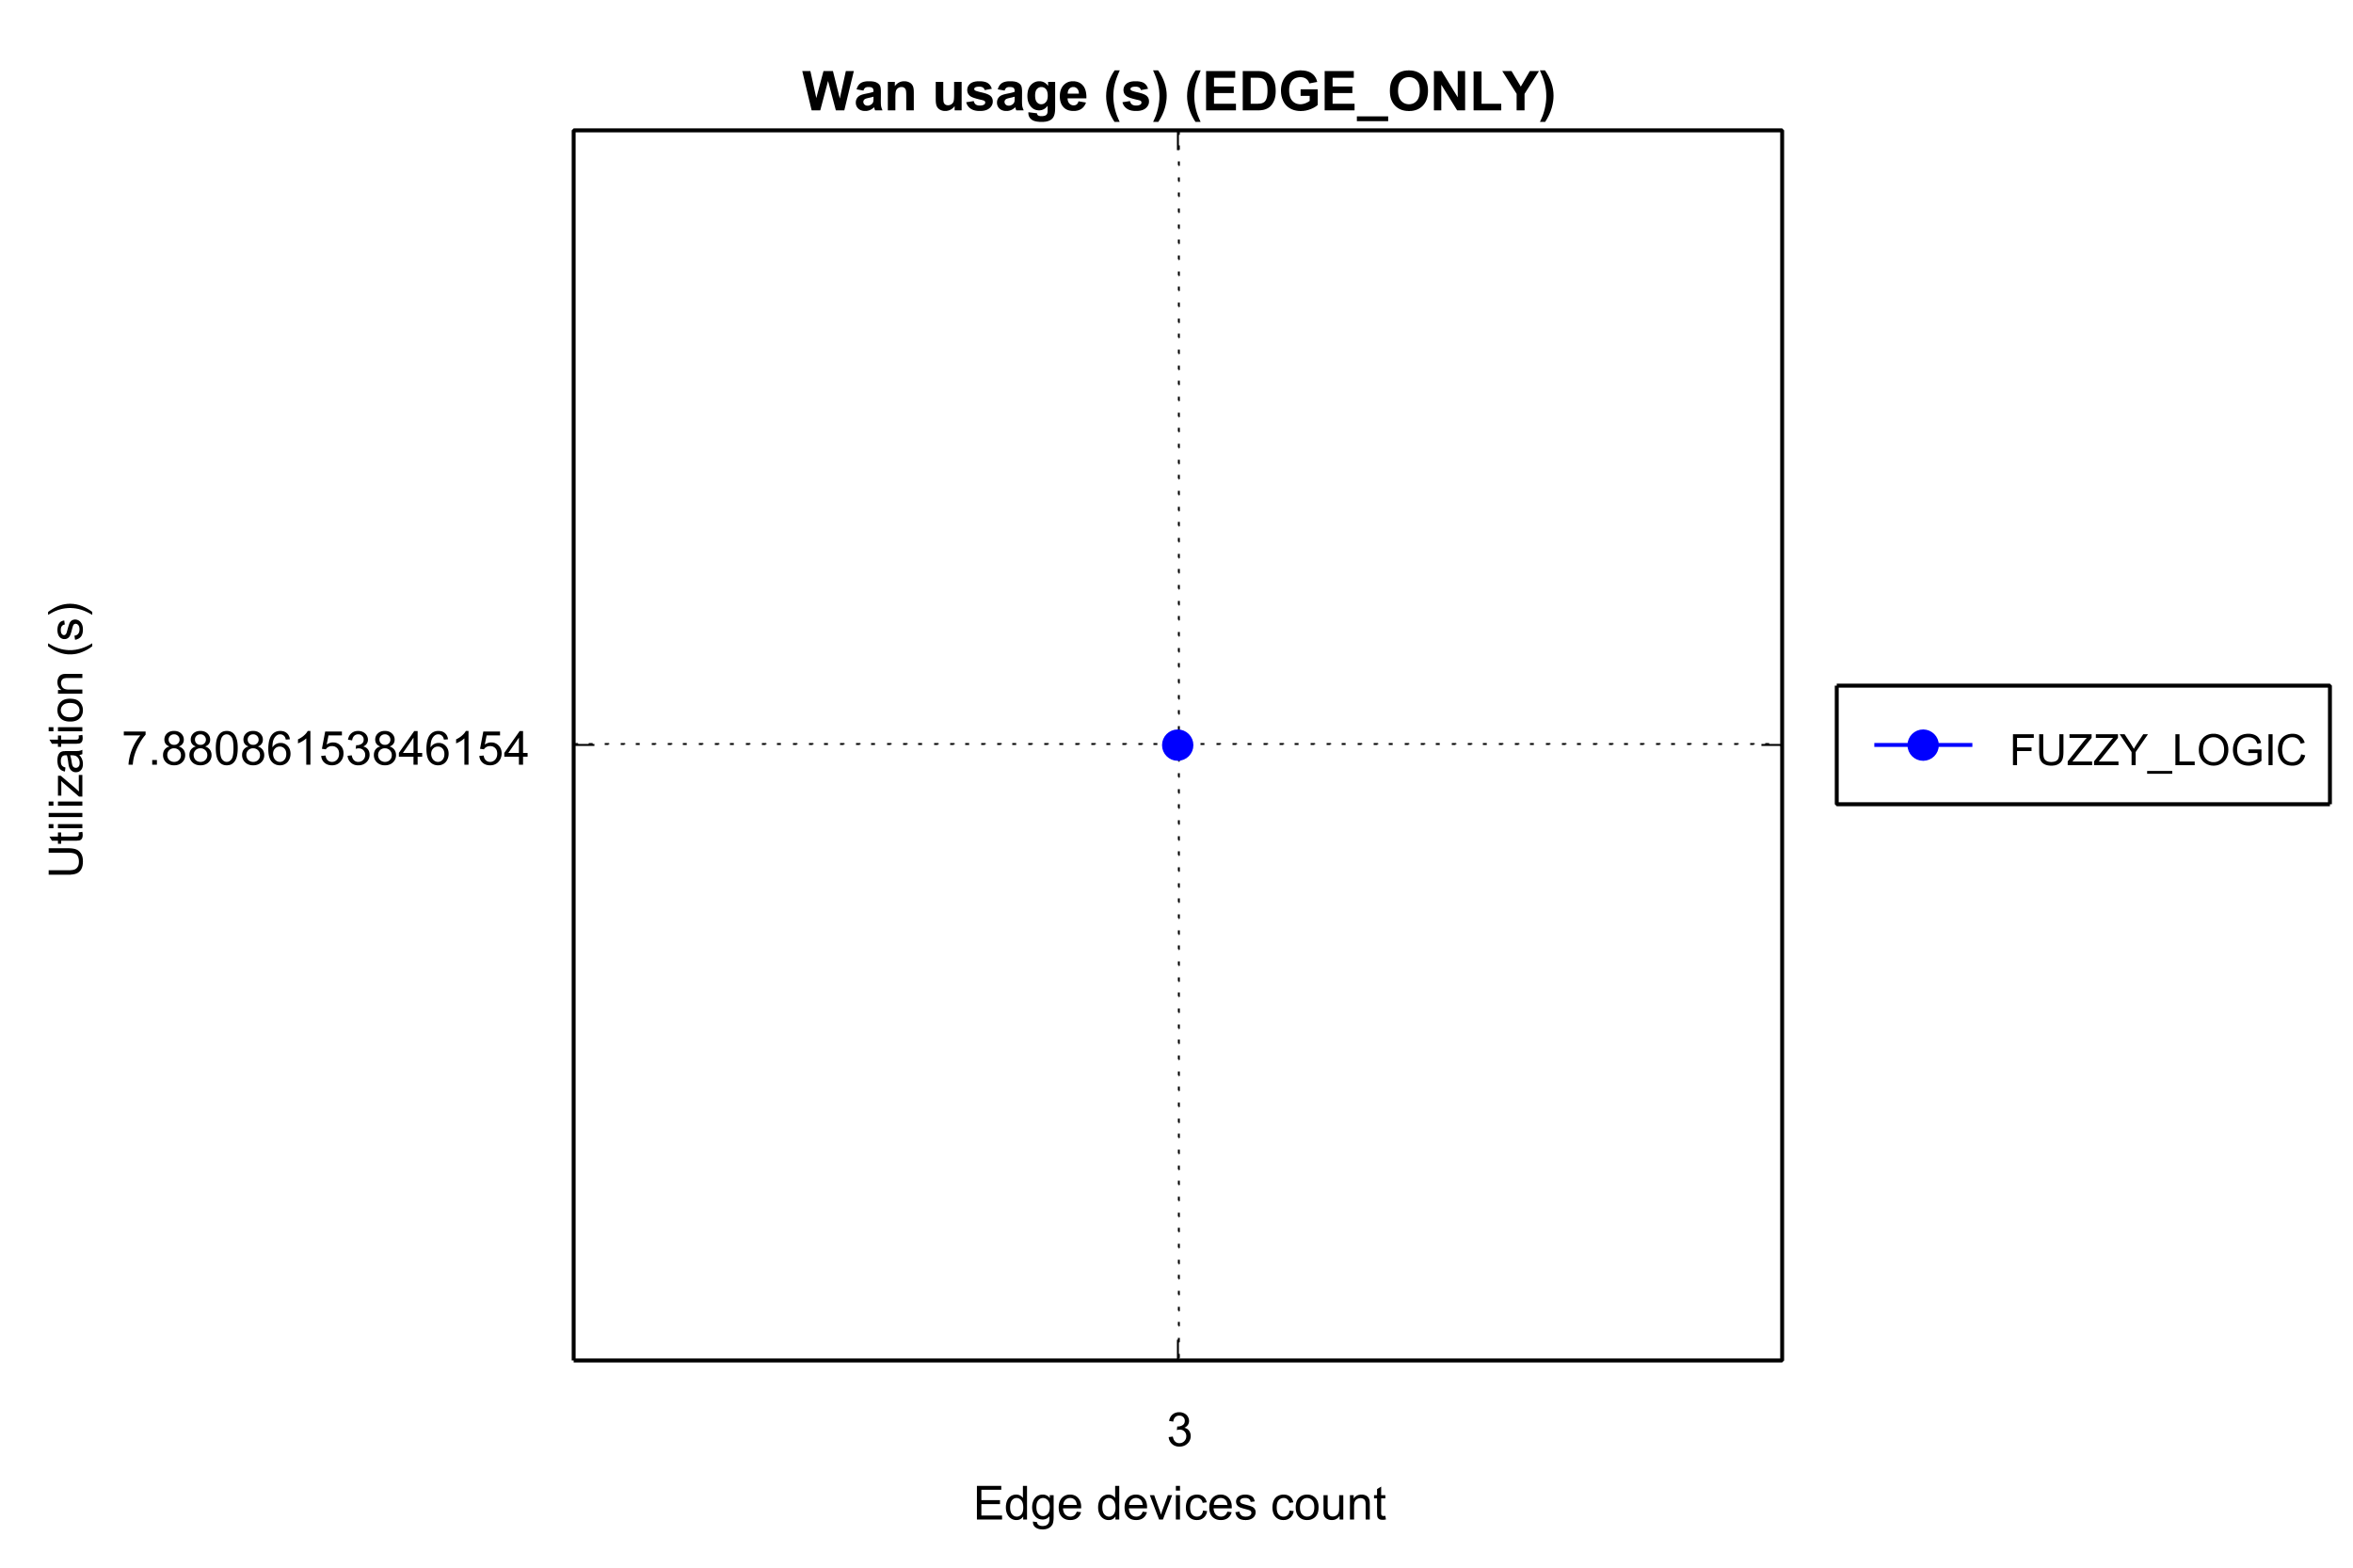 Wan usage (s) (EDGE_ONLY)
Utilization (s)
7.88086153846154
FUZZY_LOGIC
3
Edge devices count